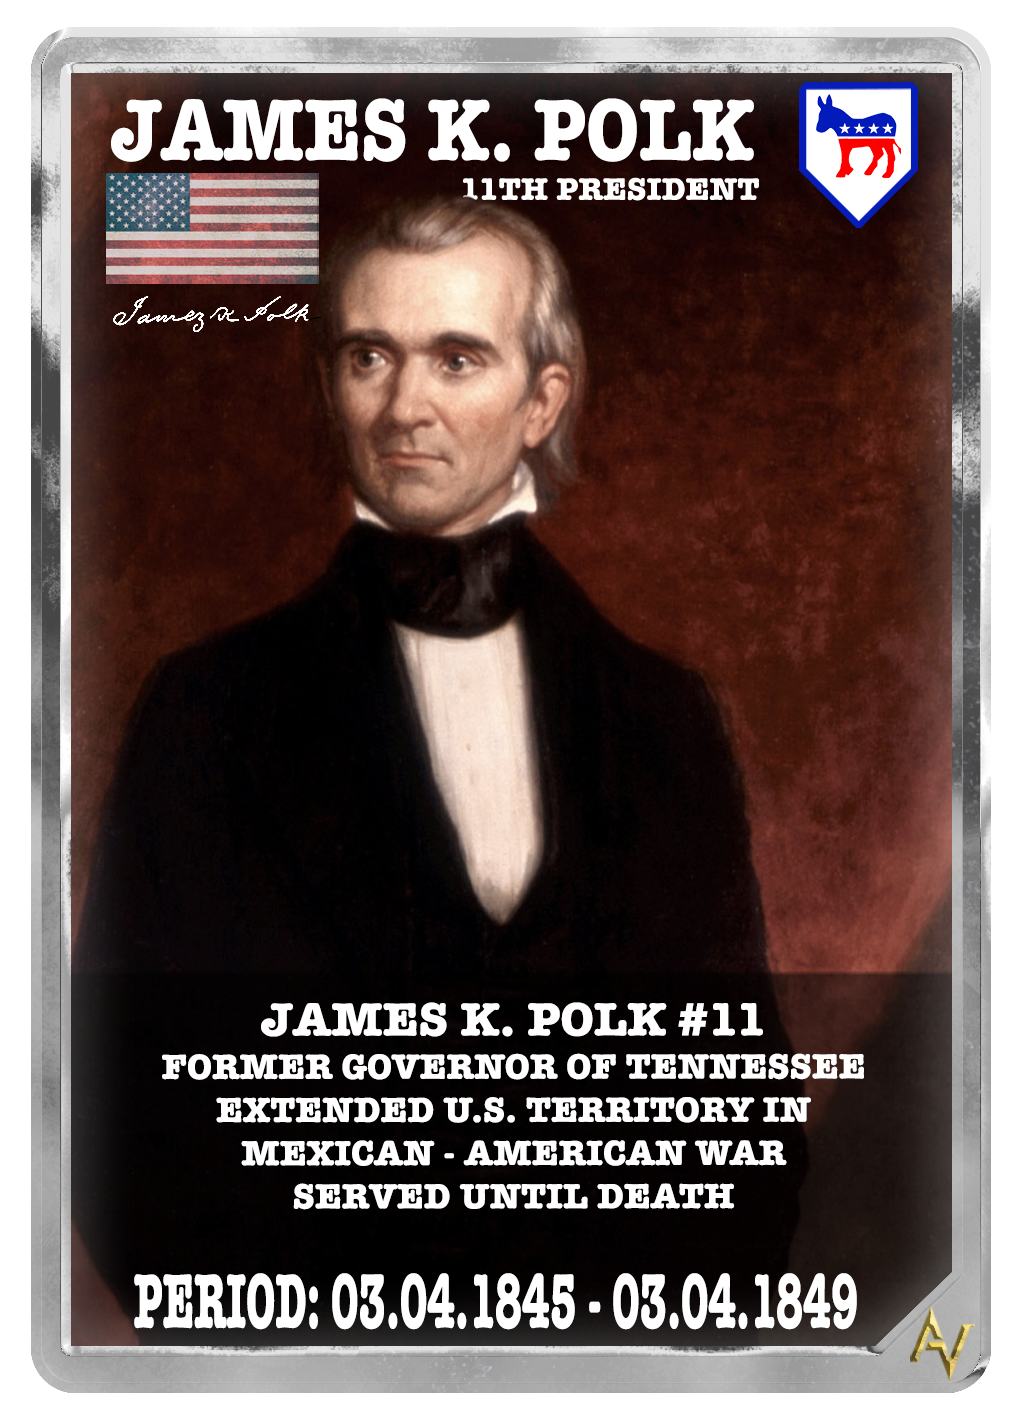 JAMES K. POLK
11TH PRESIDENT
James K. Polk
JAMES K. POLK #11
FORMER GOVERNOR OF TENNESSEE
EXTENDED U.S. TERRITORY IN
MEXICAN - AMERICAN WAR
SERVED UNTIL DEATH
PERIOD: 03.04.1845 - 03.04.1849
AV